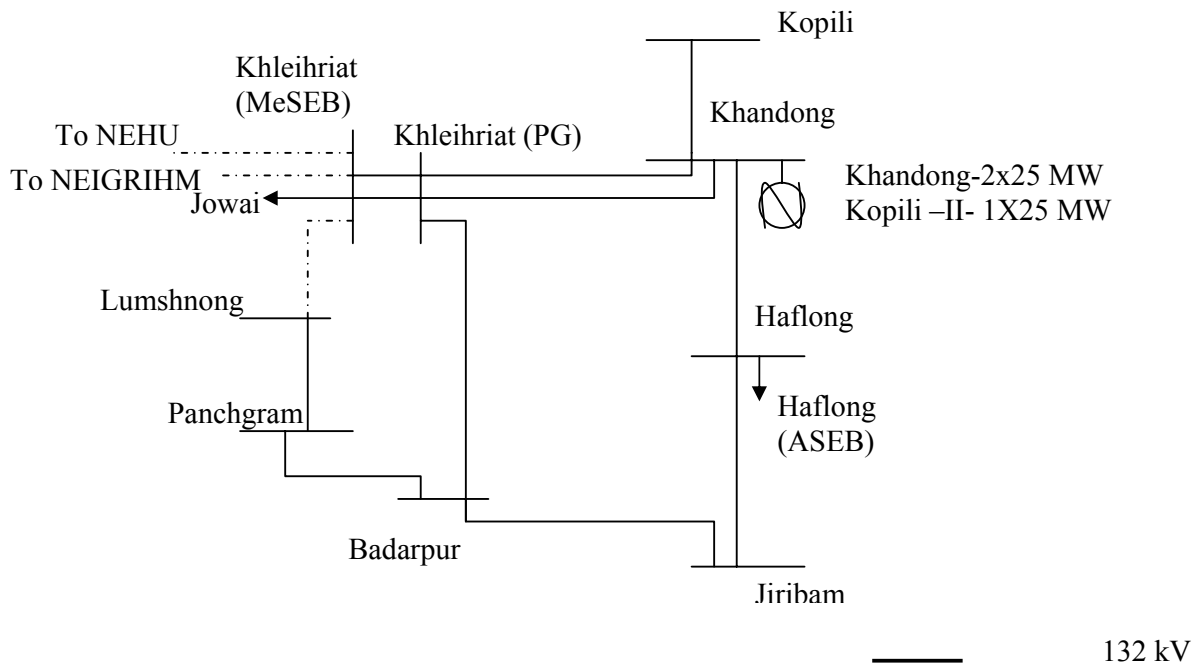 Kopili
Khleihriat
(MeSEB)
Khandong
To NEHU
Khleihriat (PG)
To NEIGRIHM
Jowai
Khandong-2x25 MW
Kopili –II- 1X25 MW
Lumshnong
Haflong
Panchgram
Haflong
(ASEB)
Badarpur
Jiribam
132 kV